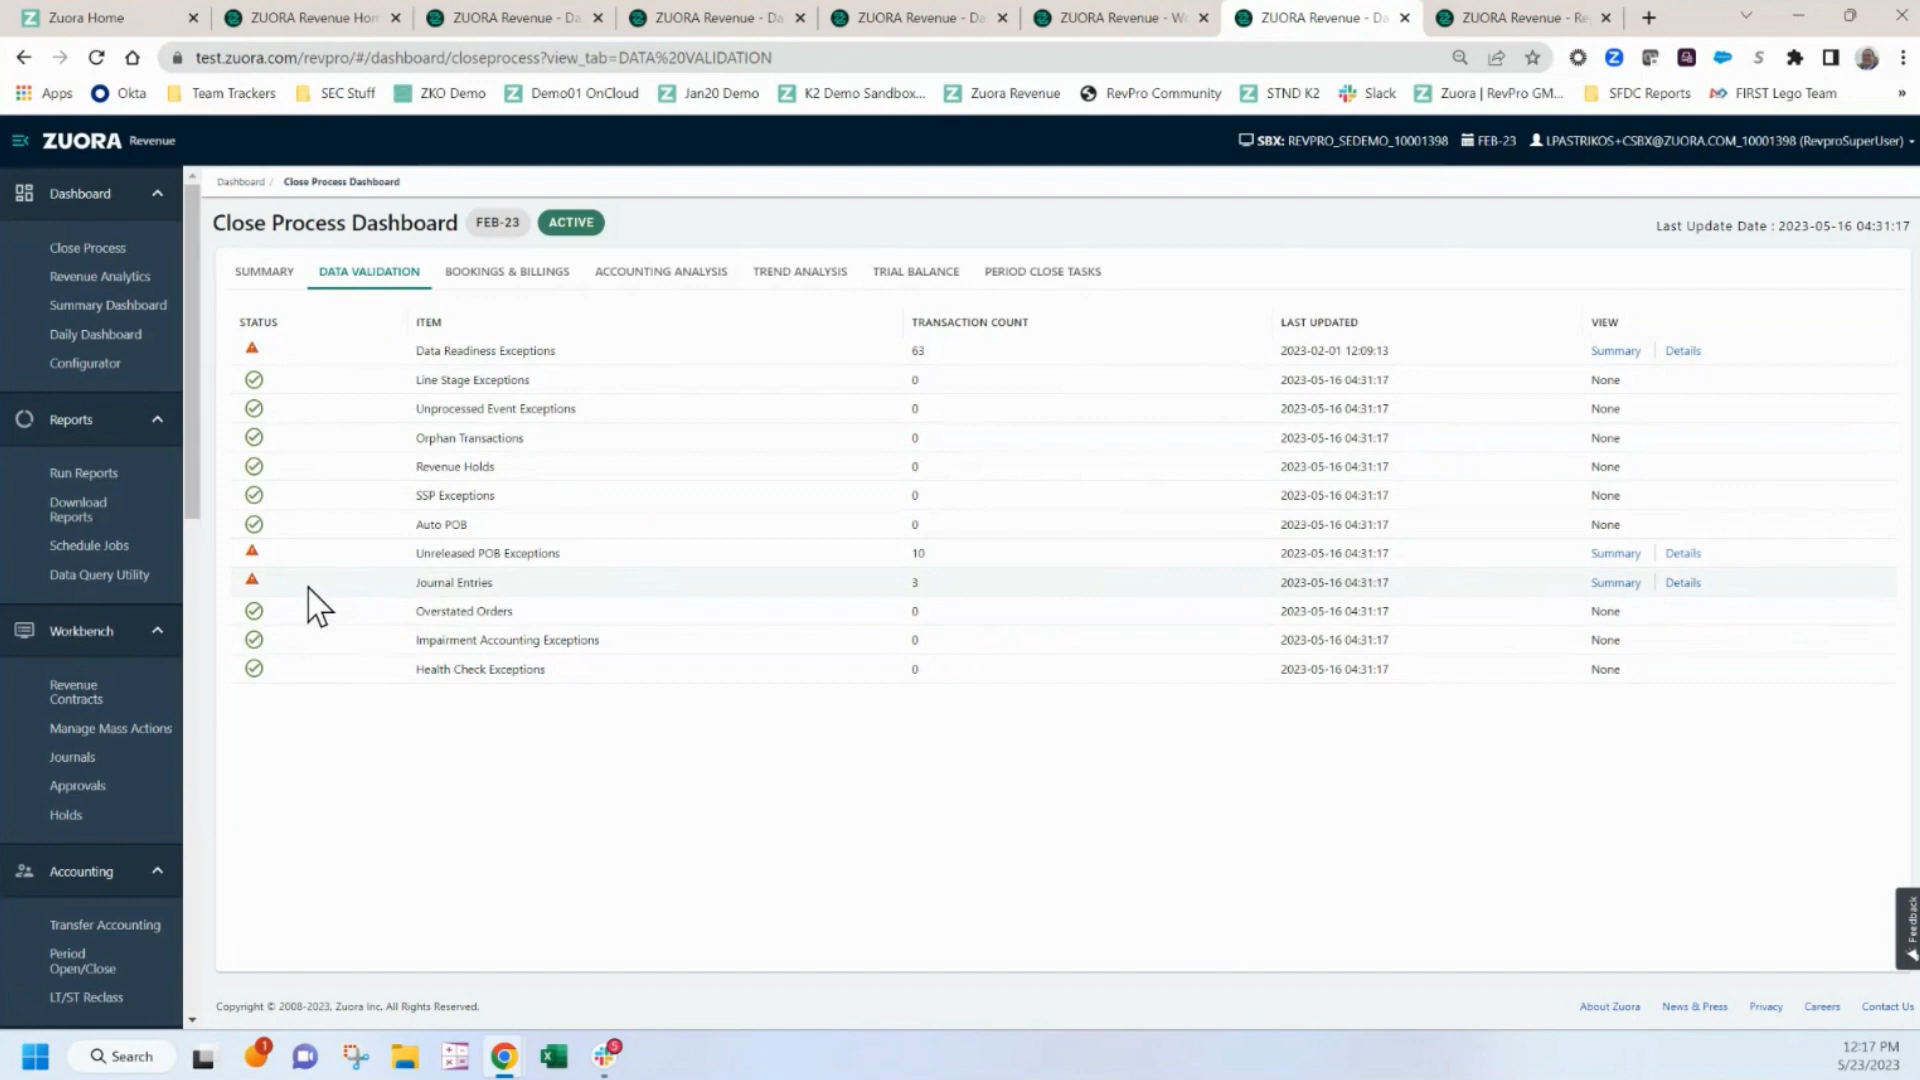 Zuora Home
ZUORA Revenue Hom
ZUORA Revenue - Da
ZUORA Revenue - Da
ZUORA Revenue - Da
ZUORA Revenue - Wo
ZUORA Revenue - Da
ZUORA Revenue - Re
test.zuora.com/revpro/#/dashboard/closeprocess?view_tab=DATA%20VALIDATION
Apps
Okta
Team Trackers
SEC Stuff
ZKO Demo
Demo01 OnCloud
Jan20 Demo
K2 Demo Sandbox...
Zuora Revenue
RevPro Community
STND K2
Slack
Zuora | RevPro GM...
SFDC Reports
FIRST Lego Team
»
ZUORA Revenue
SBX: REVPRO_SEDEMO_10001398
FEB-23
LPASTRIKOS+CSBX@ZUORA.COM_10001398 (RevproSuperUser)
Dashboard
Close Process
Revenue Analytics
Summary Dashboard
Daily Dashboard
Configurator
Reports
Run Reports
Download
Reports
Schedule Jobs
Data Query Utility
Workbench
Revenue
Contracts
Manage Mass Actions
Journals
Approvals
Holds
Accounting
Transfer Accounting
Period
Open/Close
LT/ST Reclass
Dashboard / Close Process Dashboard
Close Process Dashboard FEB-23 ACTIVE
Last Update Date : 2023-05-16 04:31:17
SUMMARY DATA VALIDATION BOOKINGS & BILLINGS ACCOUNTING ANALYSIS TREND ANALYSIS TRIAL BALANCE PERIOD CLOSE TASKS
STATUS ITEM TRANSACTION COUNT LAST UPDATED VIEW
Data Readiness Exceptions 63 2023-02-01 12:09:13 Summary Details
Line Stage Exceptions 0 2023-05-16 04:31:17 None
Unprocessed Event Exceptions 0 2023-05-16 04:31:17 None
Orphan Transactions 0 2023-05-16 04:31:17 None
Revenue Holds 0 2023-05-16 04:31:17 None
SSP Exceptions 0 2023-05-16 04:31:17 None
Auto POB 0 2023-05-16 04:31:17 None
Unreleased POB Exceptions 10 2023-05-16 04:31:17 Summary Details
Journal Entries 3 2023-05-16 04:31:17 Summary Details
Overstated Orders 0 2023-05-16 04:31:17 None
Impairment Accounting Exceptions 0 2023-05-16 04:31:17 None
Health Check Exceptions 0 2023-05-16 04:31:17 None
Feedback
Copyright © 2008-2023, Zuora Inc. All Rights Reserved.
About Zuora News & Press Privacy Careers Contact Us
Search
1
5
12:17 PM
5/23/2023